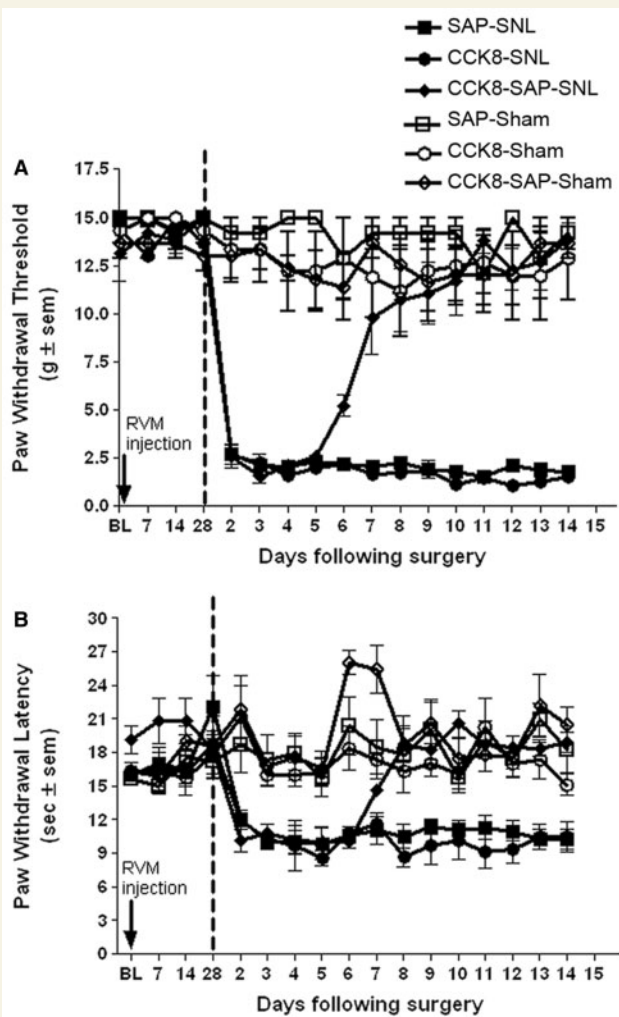 SAP-SNL
CCK8-SNL
CCK8-SAP-SNL
SAP-Sham
CCK8-Sham
CCK8-SAP-Sham
A
17.5
15.0
12.5
10.0
7.5
5.0
2.5
0.0
Paw Withdrawal Threshold
(g ± sem)
RVM
injection
BL 7 14 28 2 3 4 5 6 7 8 9 10 11 12 13 14 15
Days following surgery
B
30
27
24
21
18
15
12
9
6
3
0
Paw Withdrawal Latency
(sec ± sem)
RVM
injection
BL 7 14 28 2 3 4 5 6 7 8 9 10 11 12 13 14 15
Days following surgery